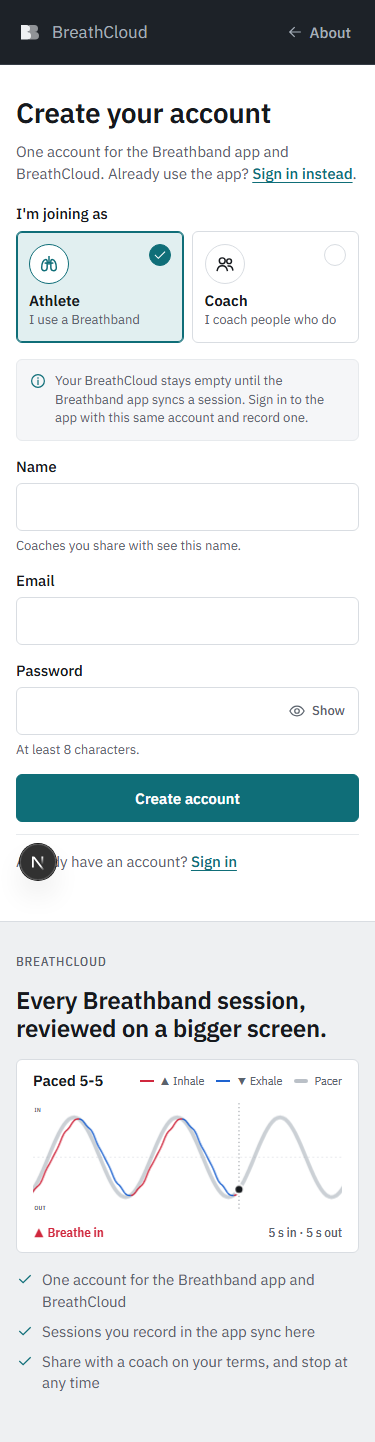 BreathCloud
← About
Create your account
One account for the Breathband app and
BreathCloud. Already use the app? Sign in instead.
I'm joining as
Athlete
I use a Breathband
Coach
I coach people who do
Your BreathCloud stays empty until the
Breathband app syncs a session. Sign in to the
app with this same account and record one.
Name
Coaches you share with see this name.
Email
Password
Show
At least 8 characters.
Create account
N
have an account? Sign in
BREATHCLOUD
Every Breathband session,
reviewed on a bigger screen.
Paced 5-5
▲ Inhale
▼ Exhale
Pacer
IN
OUT
▲ Breathe in
5 s in · 5 s out
One account for the Breathband app and
BreathCloud
Sessions you record in the app sync here
Share with a coach on your terms, and stop at
any time